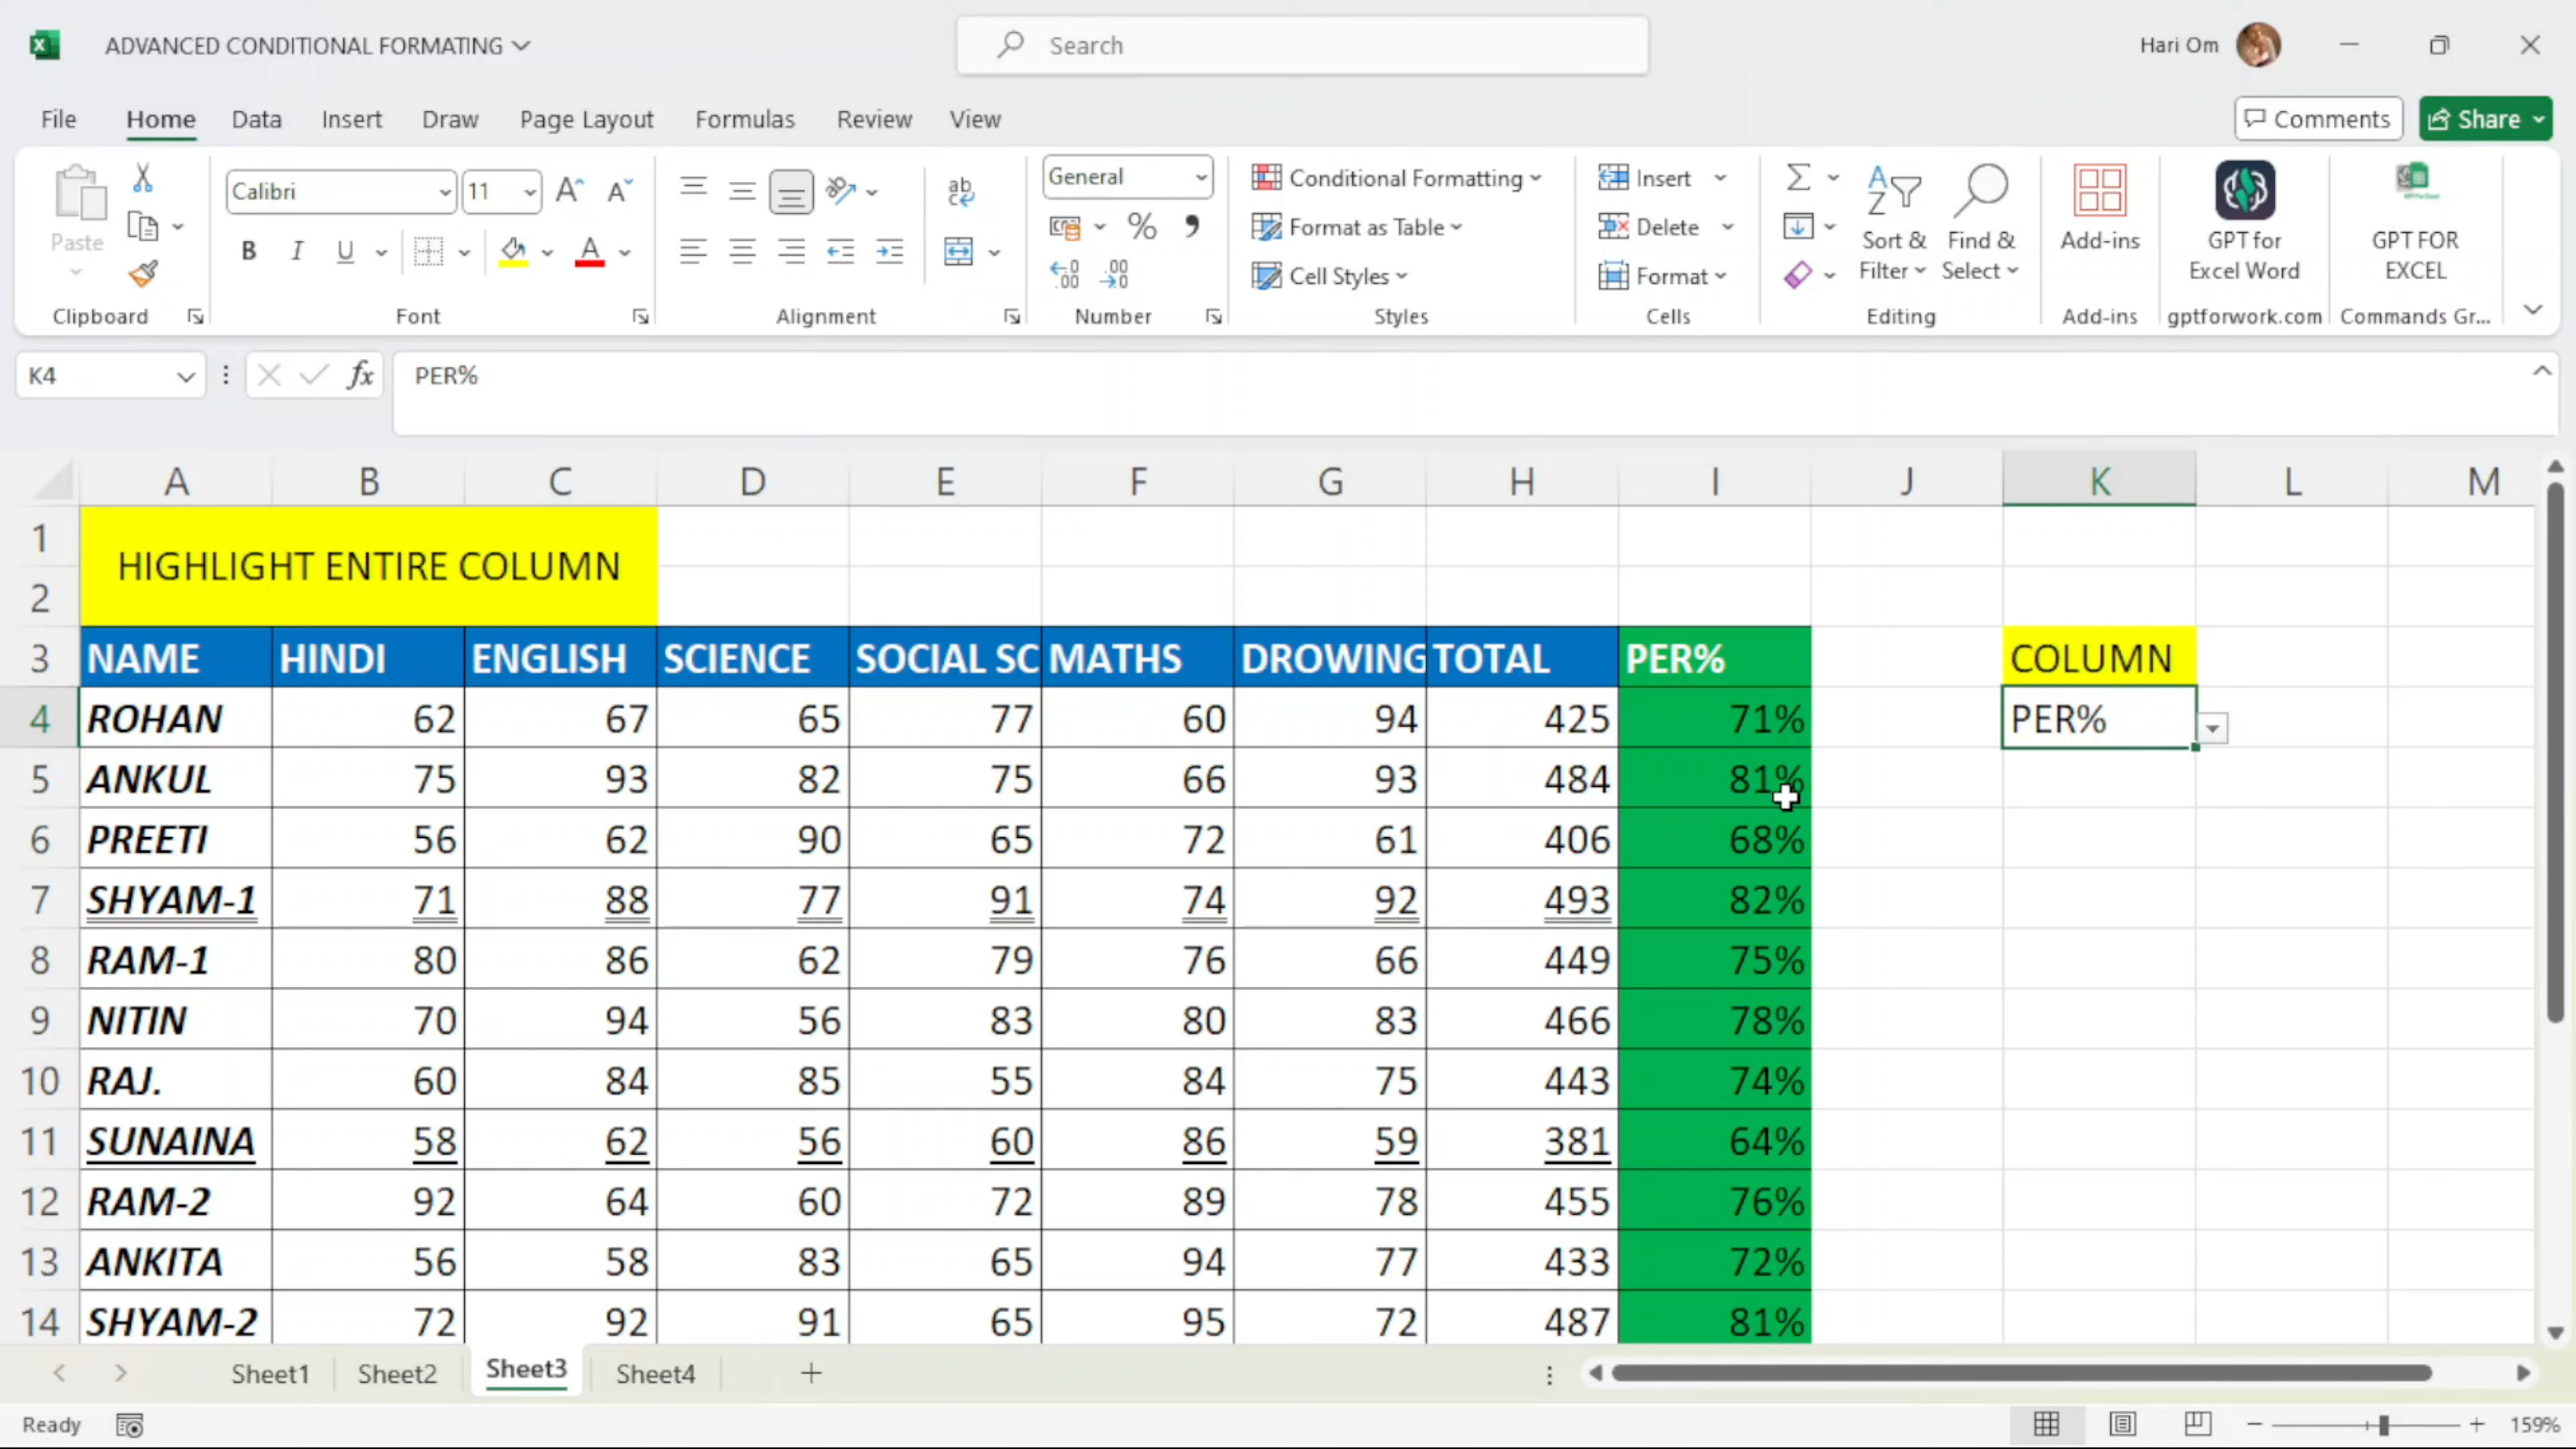 ADVANCED CONDITIONAL FORMATING
Search
Hari Om
File Home Data Insert Draw Page Layout Formulas Review View
Comments Share
Paste
Clipboard
Calibri 11
B I U A
Font
ab
Alignment
General
% ,
.00 .00
Number
Conditional Formatting
Format as Table
Cell Styles
Styles
Insert
Delete
Format
Cells
Sort & Filter
Find & Select
Editing
Add-ins
Add-ins
GPT for Excel Word
gptforwork.com
GPT FOR EXCEL
Commands Gr...
K4 fx PER%
A B C D E F G H I J K L M
1 HIGHLIGHT ENTIRE COLUMN
2
3 NAME HINDI ENGLISH SCIENCE SOCIAL SC MATHS DROWING TOTAL PER% COLUMN
4 ROHAN 62 67 65 77 60 94 425 71% PER%
5 ANKUL 75 93 82 75 66 93 484 81%
6 PREETI 56 62 90 65 72 61 406 68%
7 SHYAM-1 71 88 77 91 74 92 493 82%
8 RAM-1 80 86 62 79 76 66 449 75%
9 NITIN 70 94 56 83 80 83 466 78%
10 RAJ. 60 84 85 55 84 75 443 74%
11 SUNAINA 58 62 56 60 86 59 381 64%
12 RAM-2 92 64 60 72 89 78 455 76%
13 ANKITA 56 58 83 65 94 77 433 72%
14 SHYAM-2 72 92 91 65 95 72 487 81%
Sheet1 Sheet2 Sheet3 Sheet4 +
Ready 159%